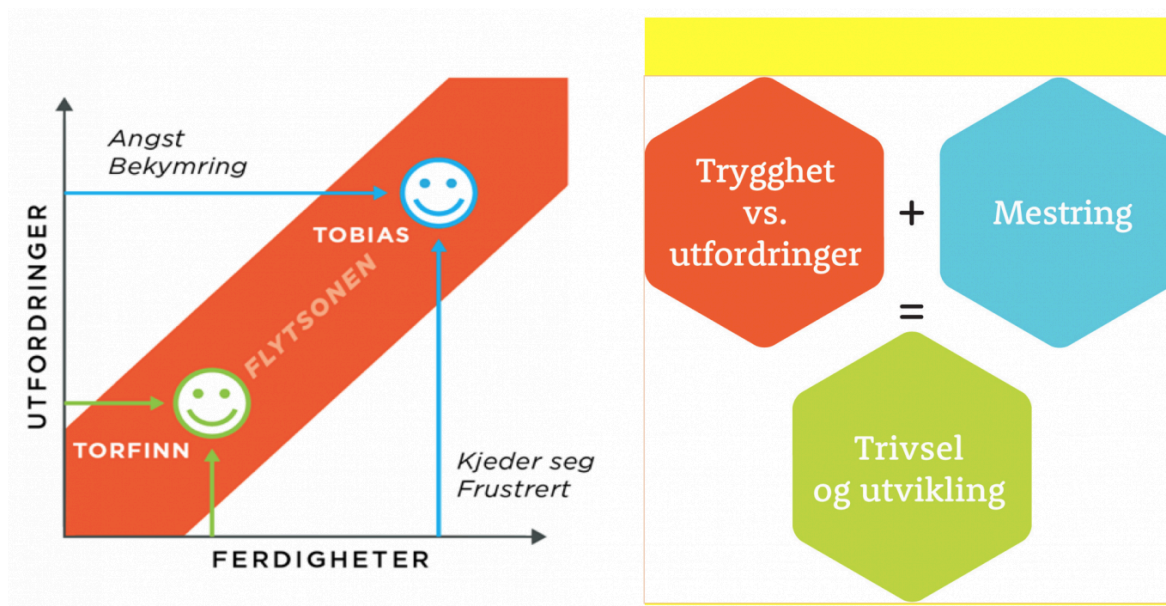 Angst
Bekymring
UTFORDRINGER
TOBIAS
FLYTSONEN
TORFINN
Kjeder seg
Frustrert
FERDIGHETER
Trygghet
vs.
utfordringer
+
Mestring
=
Trivsel
og utvikling